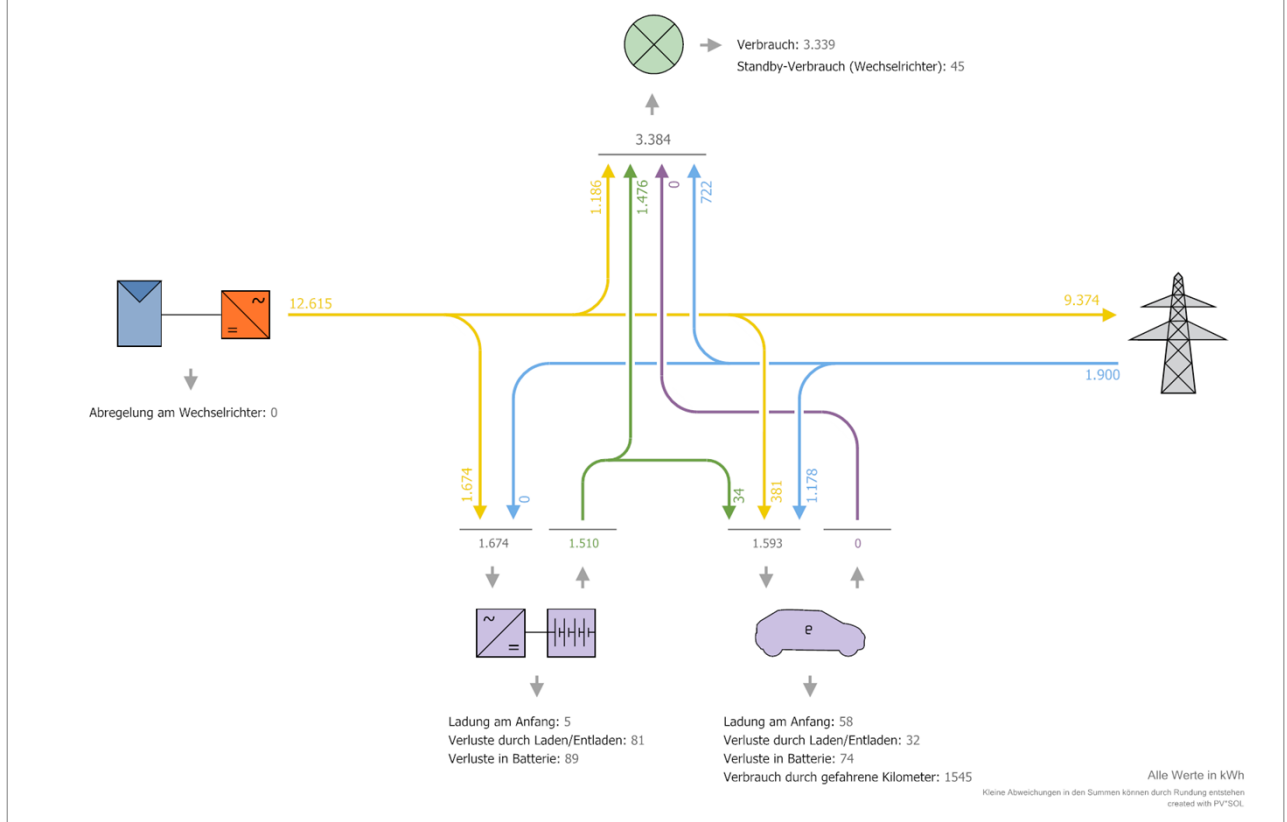 Verbrauch: 3.339
Standby-Verbrauch (Wechselrichter): 45
3.384
1.186
1.476
0
722
12.615
9.374
1.900
Abregelung am Wechselrichter: 0
~
=
1.674
0
34
381
1.178
1.674
1.510
1.593
0
~
=
e
Ladung am Anfang: 5
Verluste durch Laden/Entladen: 81
Verluste in Batterie: 89
Ladung am Anfang: 58
Verluste durch Laden/Entladen: 32
Verluste in Batterie: 74
Verbrauch durch gefahrene Kilometer: 1545
Alle Werte in kWh
Kleine Abweichungen in den Summen können durch Rundung entstehen
created with PV*SOL